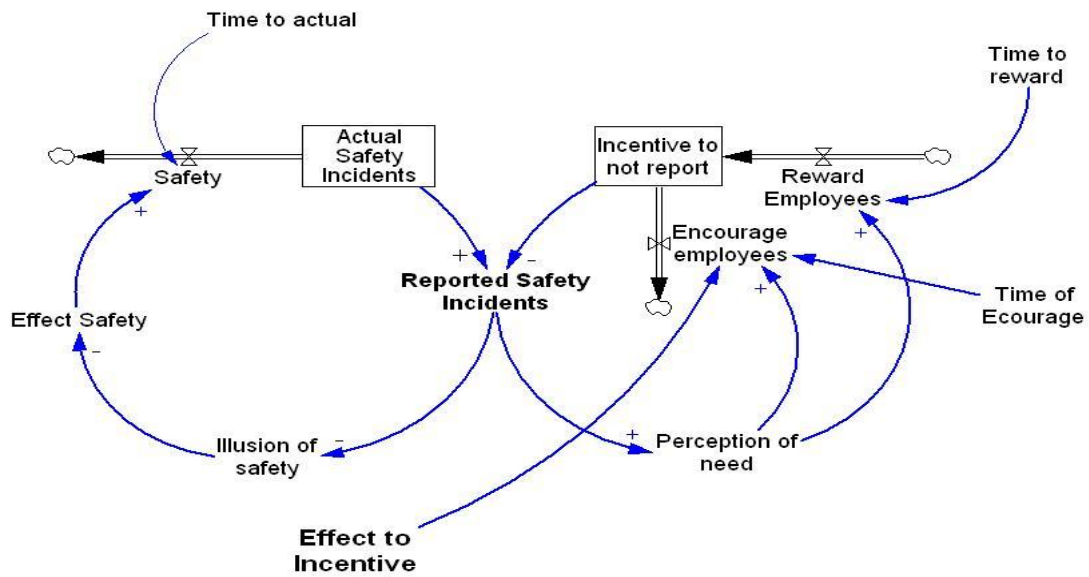 Time to actual
Time to
reward
Actual
Safety
Incidents
Incentive to
not report
Safety
Reward
Employees
+
+
Encourage
employees
+
-
Reported Safety
Incidents
+
Time of
Ecourage
Effect Safety
-
-
+
Illusion of
safety
Perception of
need
Effect to
Incentive